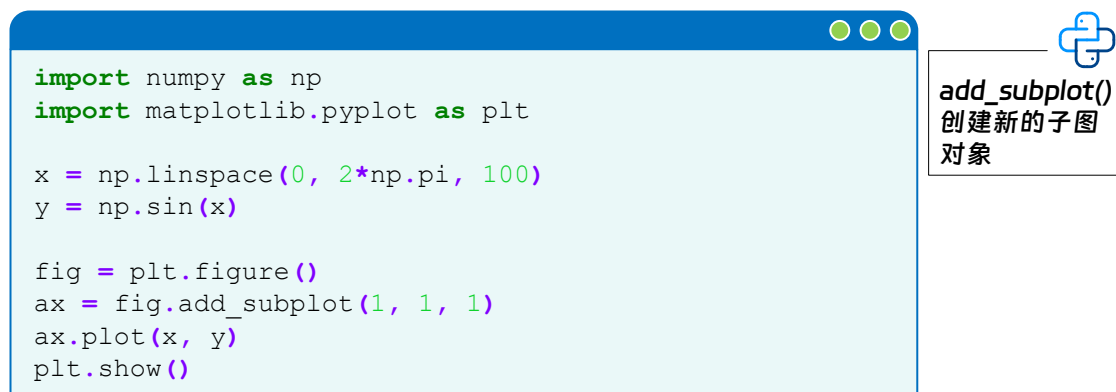 import numpy as np
import matplotlib.pyplot as plt
x = np.linspace(0, 2*np.pi, 100)
y = np.sin(x)
fig = plt.figure()
ax = fig.add_subplot(1, 1, 1)
ax.plot(x, y)
plt.show()
add_subplot()
创建新的子图
对象